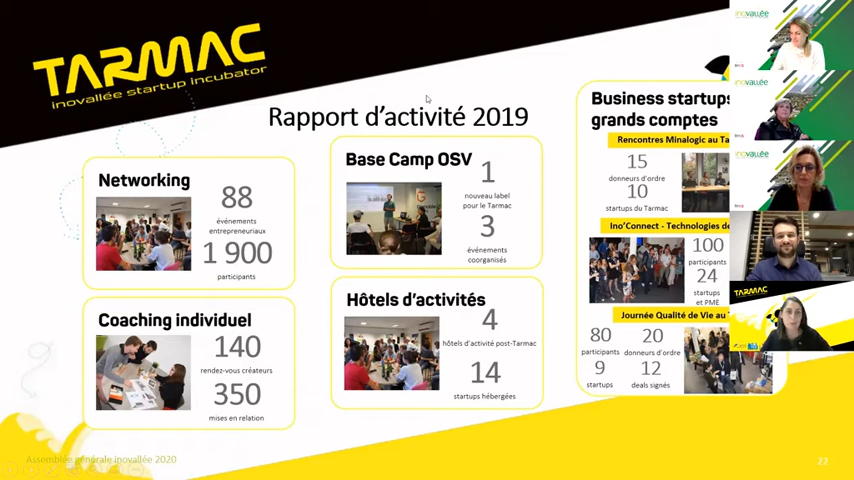 TARMAC
inovallée startup incubator
Rapport d'activité 2019
Networking
88
événements
entrepreneuriaux
1 900
participants
Coaching individuel
140
rendez-vous créateurs
350
mises en relation
Base Camp OSV
1
nouveau label
pour le Tarmac
3
événements
coorganisés
Hôtels d'activités
4
hôtels d'activité post-Tarmac
14
startups hébergées
Business startups
grands comptes
Rencontres Minalogic au Ta
15
donneurs d'ordre
10
startups du Tarmac
Ino'Connect - Technologies de
100
participants
24
startups
et PME
Journée Qualité de Vie au
80
participants
20
donneurs d'ordre
9
startups
12
deals signés
inovallée
inovallée
inovallée
TARMAC
Assemblée générale inovallée 2020
22